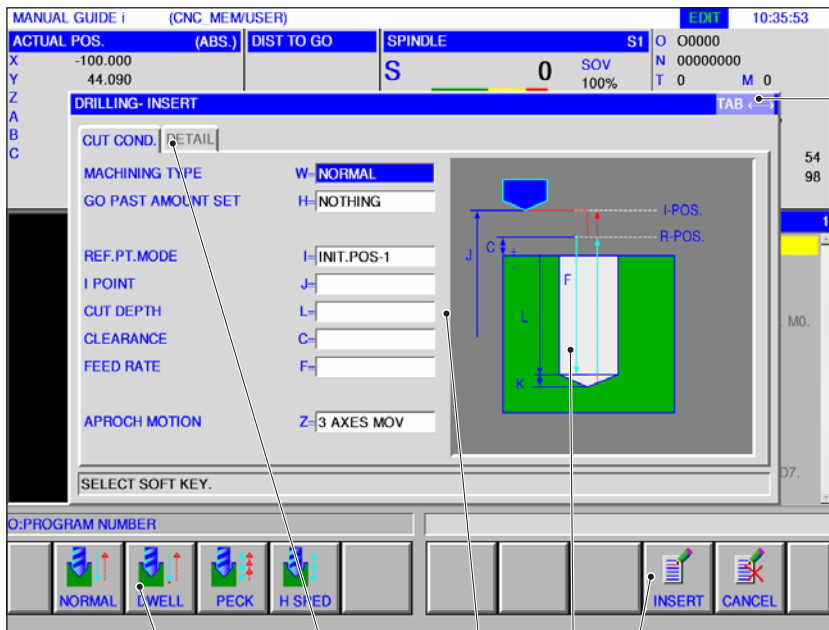 MANUAL GUIDE i (CNC_MEM/USER) EDIT 10:35:53
ACTUAL POS. (ABS.) DIST TO GO SPINDLE S1 O O0000
X -100.000 N 00000000
Y 44.090 S 0 SOV 100% T 0 M 0
Z DRILLING- INSERT TAB
A
B CUT COND. DETAIL
C
54
98
MACHINING TYPE W= NORMAL
GO PAST AMOUNT SET H= NOTHING
REF.PT.MODE I= INIT.POS-1
I POINT J=
CUT DEPTH L=
CLEARANCE C=
FEED RATE F=
APROCH MOTION Z= 3 AXES MOV
I-POS.
R-POS.
J C + -
F
L
K
1
M0.
D7.
SELECT SOFT KEY.
O:PROGRAM NUMBER
NORMAL DWELL PECK H SPED INSERT CANCEL